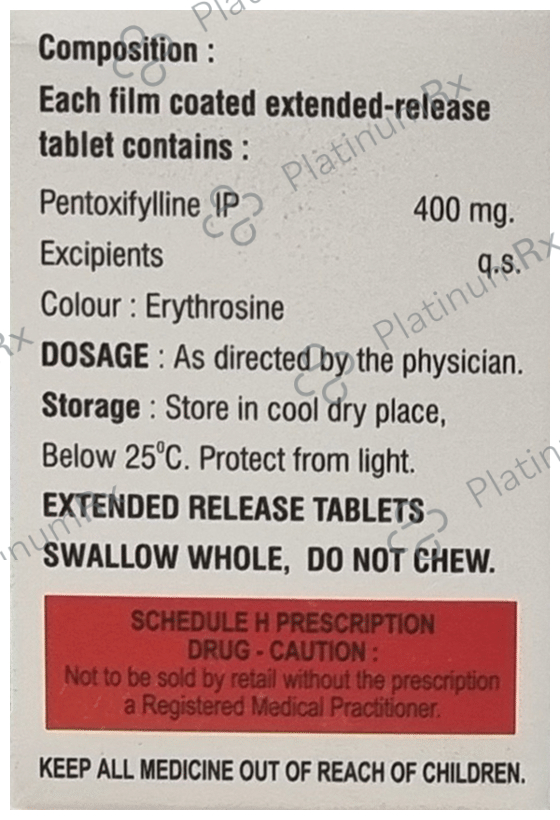 Composition :
Each film coated extended-release
tablet contains :
Pentoxifylline IP 400 mg.
Excipients q.s.
Colour : Erythrosine
DOSAGE : As directed by the physician.
Storage : Store in cool dry place,
Below 25°C. Protect from light.
EXTENDED RELEASE TABLETS
SWALLOW WHOLE, DO NOT CHEW.
SCHEDULE H PRESCRIPTION
DRUG - CAUTION :
Not to be sold by retail without the prescription
a Registered Medical Practitioner.
KEEP ALL MEDICINE OUT OF REACH OF CHILDREN.
PlatinumRx
PlatinumRx